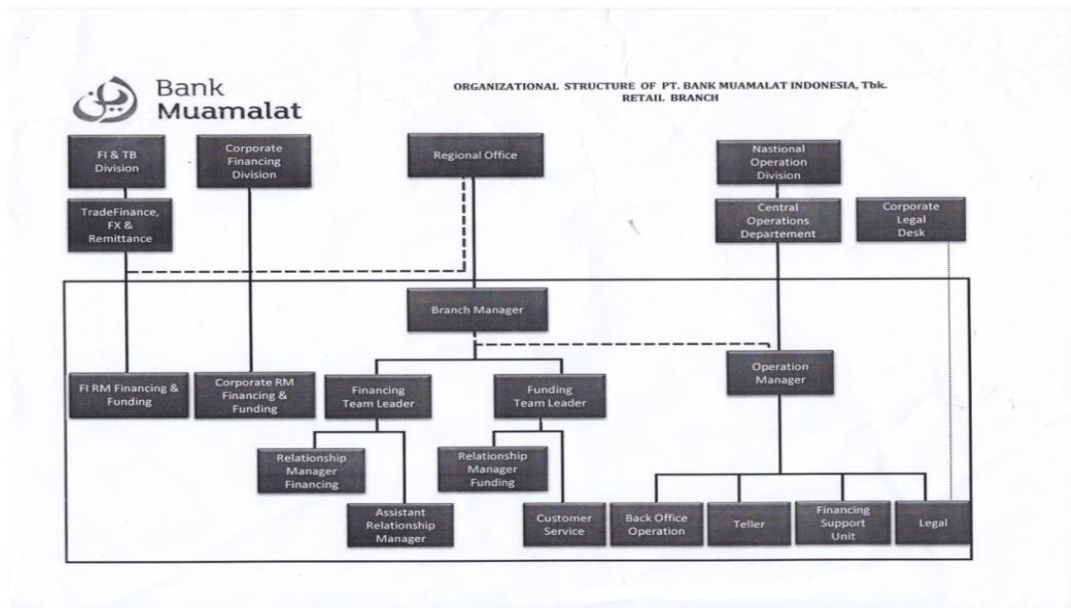 Bank
Muamalat
ORGANIZATIONAL STRUCTURE OF PT. BANK MUAMALAT INDONESIA, Tbk.
RETAIL BRANCH
FI & TB
Division
Corporate
Financing
Division
Regional Office
Nastional
Operation
Division
TradeFinance,
FX &
Remittance
Central
Operations
Departement
Corporate
Legal
Desk
Branch Manager
Operation
Manager
FI RM Financing &
Funding
Corporate RM
Financing &
Funding
Financing
Team Leader
Funding
Team Leader
Relationship
Manager
Financing
Relationship
Manager
Funding
Assistant
Relationship
Manager
Customer
Service
Back Office
Operation
Teller
Financing
Support
Unit
Legal